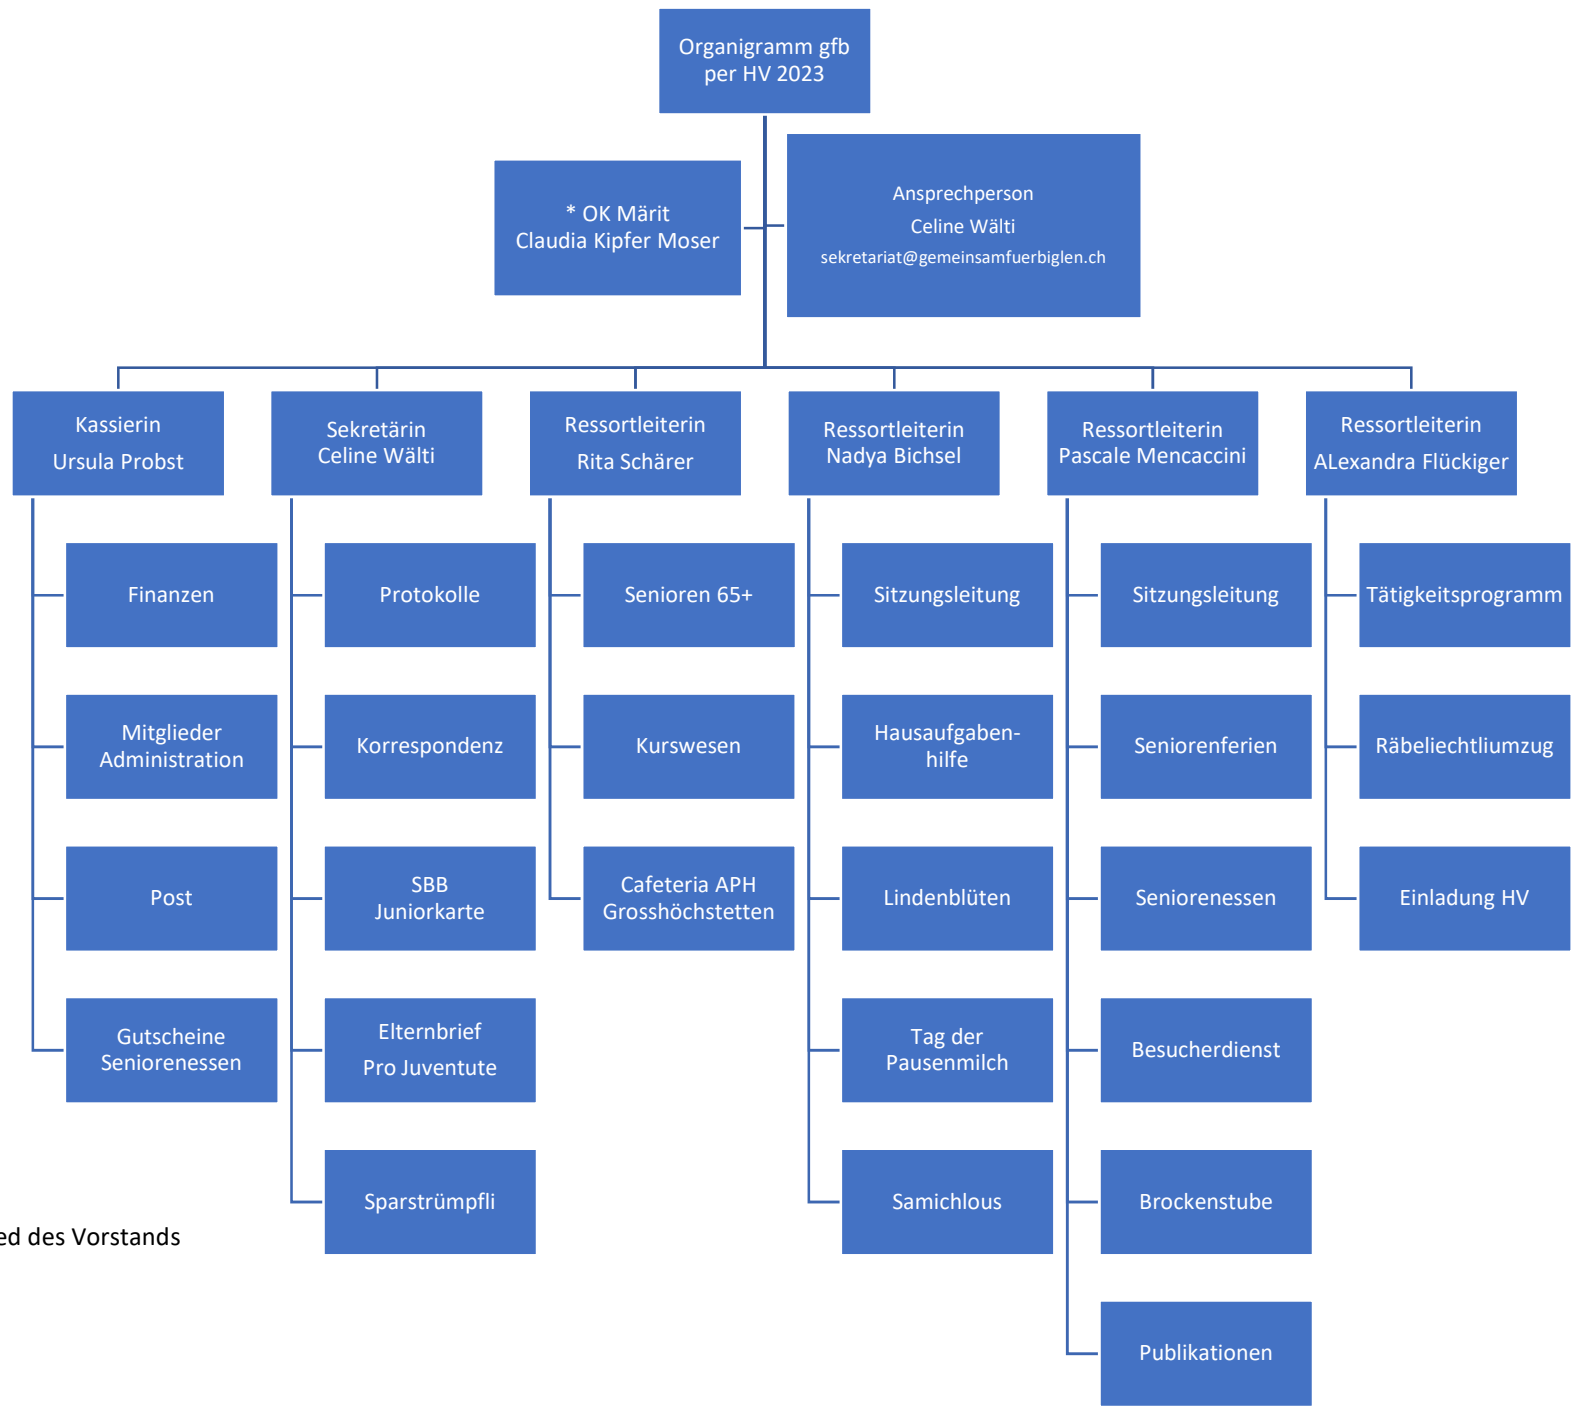 Organigramm gfb
per HV 2023
* OK Märit
Claudia Kipfer Moser
Ansprechperson
Celine Wälti
sekretariat@gemeinsamfuerbiglen.ch
Kassierin
Ursula Probst
Finanzen
Mitglieder
Administration
Post
Gutscheine
Seniorenessen
Sekretärin
Celine Wälti
Protokolle
Korrespondenz
SBB
Juniorkarte
Elternbrief
Pro Juventute
Sparstrümpfli
Ressortleiterin
Rita Schärer
Senioren 65+
Kurswesen
Cafeteria APH
Grosshöchstetten
Ressortleiterin
Nadya Bichsel
Sitzungsleitung
Hausaufgaben-
hilfe
Lindenblüten
Tag der
Pausenmilch
Samichlous
Ressortleiterin
Pascale Mencaccini
Sitzungsleitung
Seniorenferien
Seniorenessen
Besucherdienst
Brockenstube
Publikationen
Ressortleiterin
ALexandra Flückiger
Tätigkeitsprogramm
Räbeliechtliumzug
Einladung HV
des Vorstands